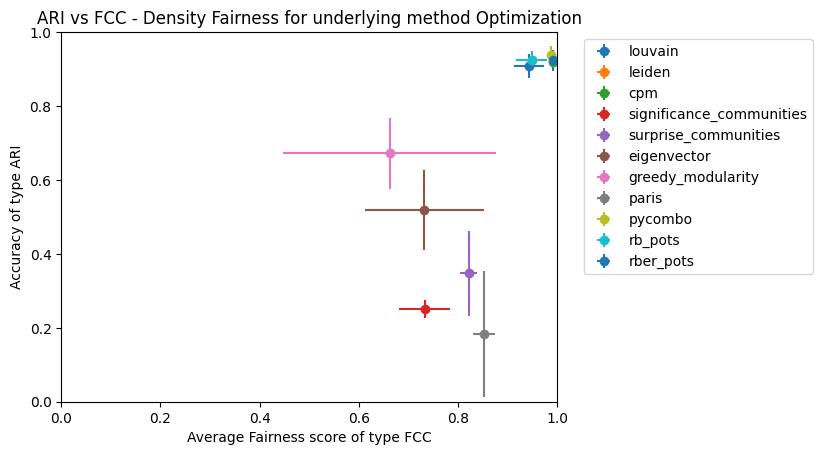 ARI vs FCC - Density Fairness for underlying method Optimization
1.0
0.8
0.6
0.4
0.2
0.0
Accuracy of type ARI
0.0
0.2
0.4
0.6
0.8
1.0
Average Fairness score of type FCC
louvain
leiden
cpm
significance_communities
surprise_communities
eigenvector
greedy_modularity
paris
pycombo
rb_pots
rber_pots